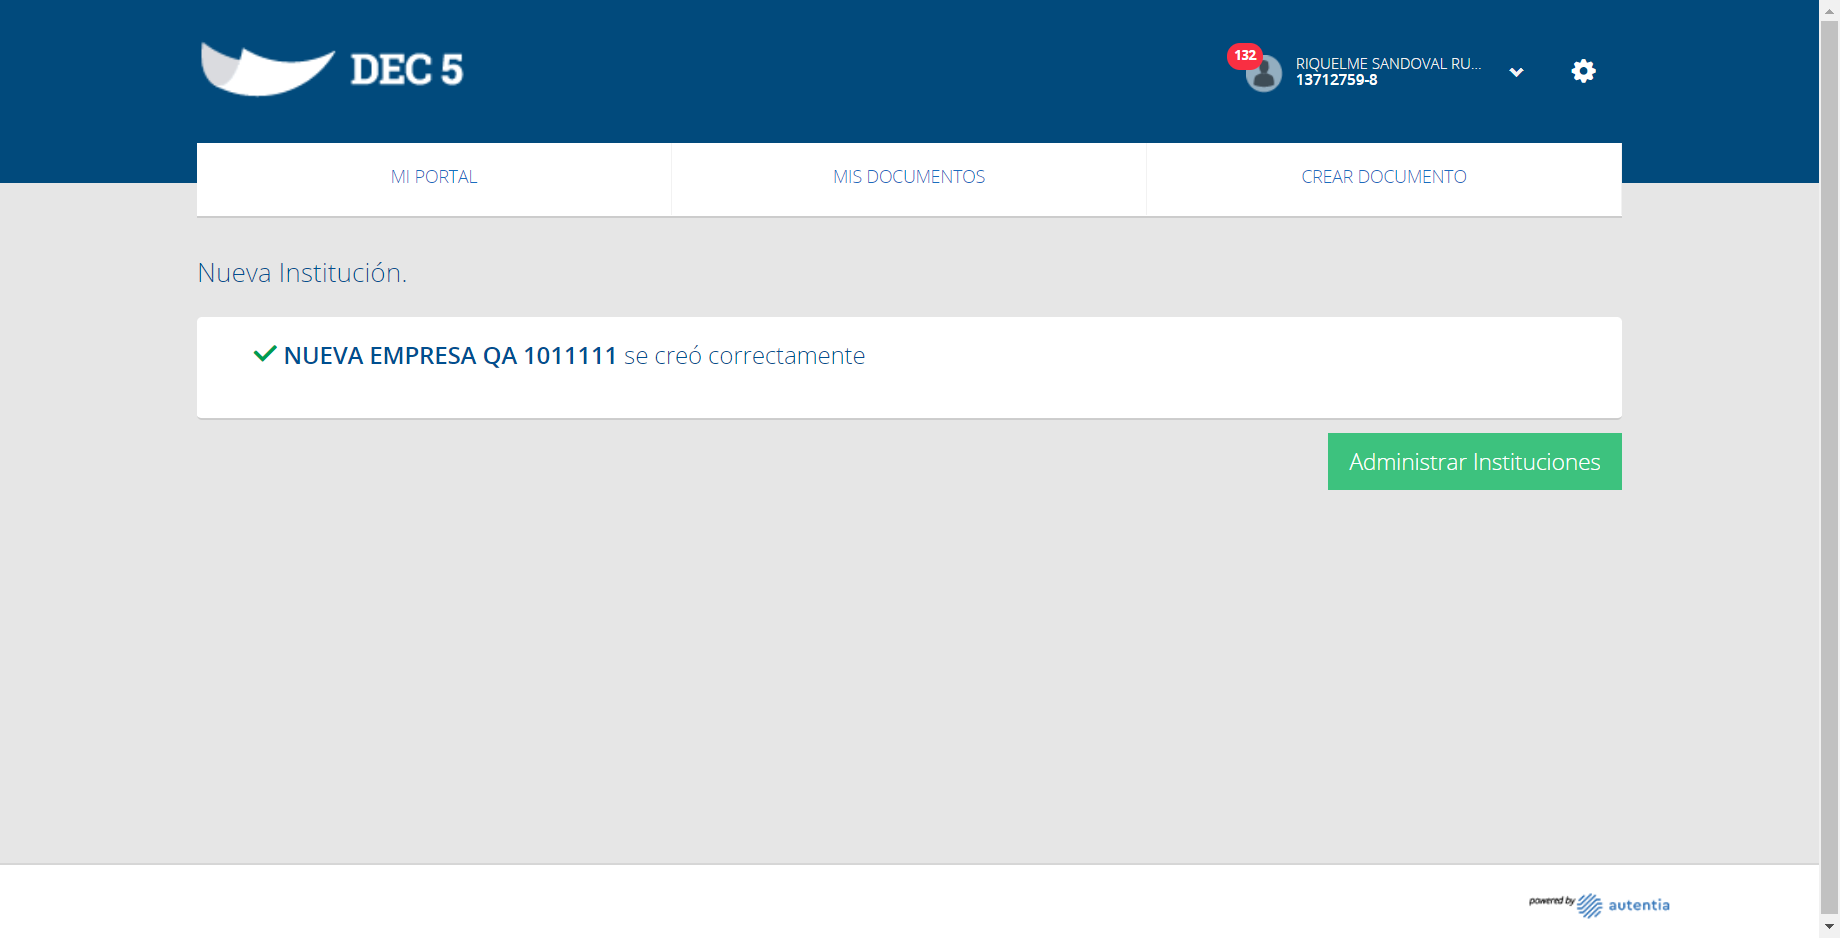 DEC 5
132
RIQUELME SANDOVAL RU...
13712759-8
MI PORTAL
MIS DOCUMENTOS
CREAR DOCUMENTO
Nueva Institución.
NUEVA EMPRESA QA 1011111 se creó correctamente
Administrar Instituciones
powered by autentia